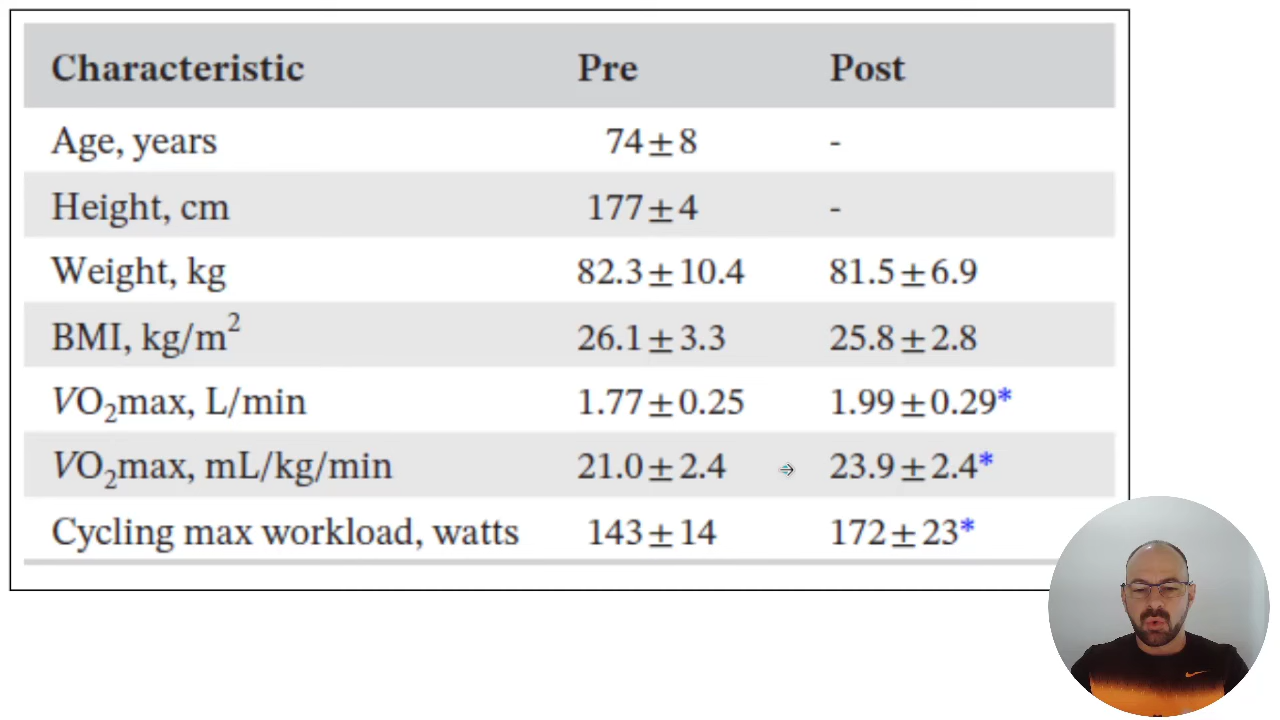 Characteristic Pre Post
Age, years 74±8 -
Height, cm 177±4 -
Weight, kg 82.3±10.4 81.5±6.9
BMI, kg/m² 26.1±3.3 25.8±2.8
VO₂max, L/min 1.77±0.25 1.99±0.29*
VO₂max, mL/kg/min 21.0±2.4 23.9±2.4*
Cycling max workload, watts 143±14 172±23*